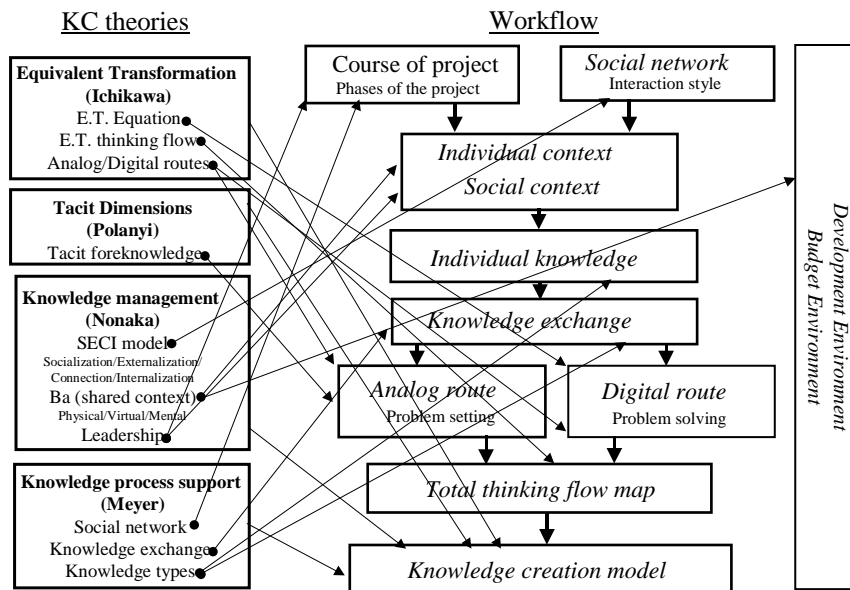 KC theories
Equivalent Transformation
(Ichikawa)
E.T. Equation
E.T. thinking flow
Analog/Digital routes
Tacit Dimensions
(Polanyi)
Tacit foreknowledge
Knowledge management
(Nonaka)
SECI model
Socialization/Externalization/
Connection/Internalization
Ba (shared context)
Physical/Virtual/Mental
Leadership
Knowledge process support
(Meyer)
Social network
Knowledge exchange
Knowledge types
Workflow
Course of project
Phases of the project
Social network
Interaction style
Individual context
Social context
Individual knowledge
Knowledge exchange
Analog route
Problem setting
Digital route
Problem solving
Total thinking flow map
Knowledge creation model
Development Environment
Budget Environment